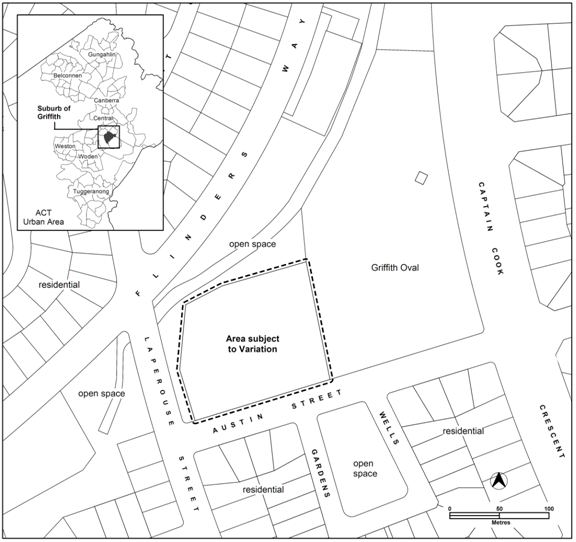 Gungahlin
Belconnen
Canberra
Central
Suburb of
Griffith
Weston
Woden
Tuggeranong
ACT
Urban Area
T
FLINDERS WAY
open space
residential
Griffith Oval
CAPTAIN COOK CRESCENT
Area subject
to Variation
LAPEROUSE STREET
open space
AUSTIN STREET
WELLS GARDENS
residential
open
space
residential
0 50 100
Metres